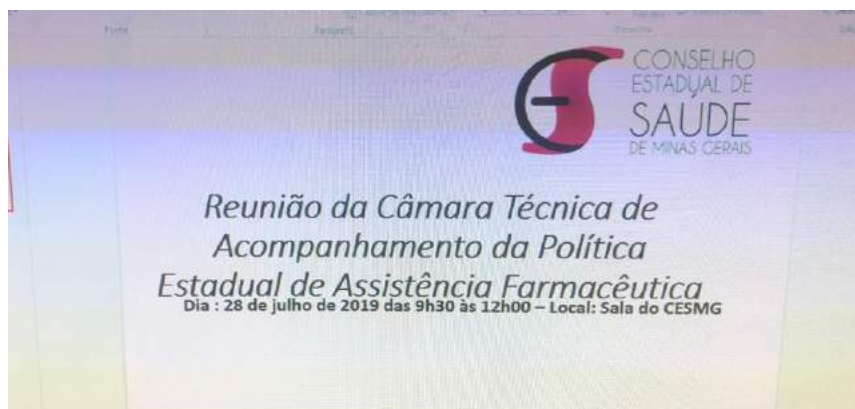 CONSELHO
ESTADUAL DE
SAÚDE
DE MINAS GERAIS
Reunião da Câmara Técnica de
Acompanhamento da Política
Estadual de Assistência Farmacêutica
Dia : 28 de julho de 2019 das 9h30 às 12h00 – Local: Sala do CESMG